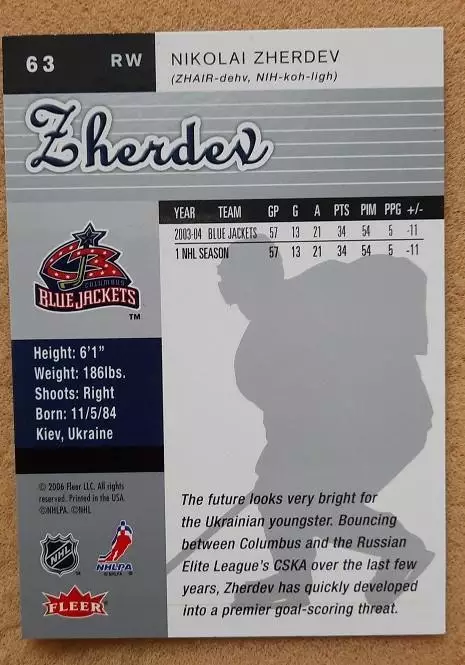 63 RW NIKOLAI ZHERDEV
(ZHAIR-dehv, NIH-koh-ligh)
Zherdev
YEAR TEAM GP G A PTS PIM PPG +/-
2003-04 BLUE JACKETS 57 13 21 34 54 5 -11
1 NHL SEASON 57 13 21 34 54 5 -11
COLUMBUS
BLUE JACKETS
TM
Height: 6'1"
Weight: 186lbs.
Shoots: Right
Born: 11/5/84
Kiev, Ukraine
© 2006 Fleer LLC. All rights
reserved. Printed in the USA.
©NHLPA. ©NHL
NHL
NHLPA
FLEER
The future looks very bright for
the Ukrainian youngster. Bouncing
between Columbus and the Russian
Elite League's CSKA over the last few
years, Zherdev has quickly developed
into a premier goal-scoring threat.